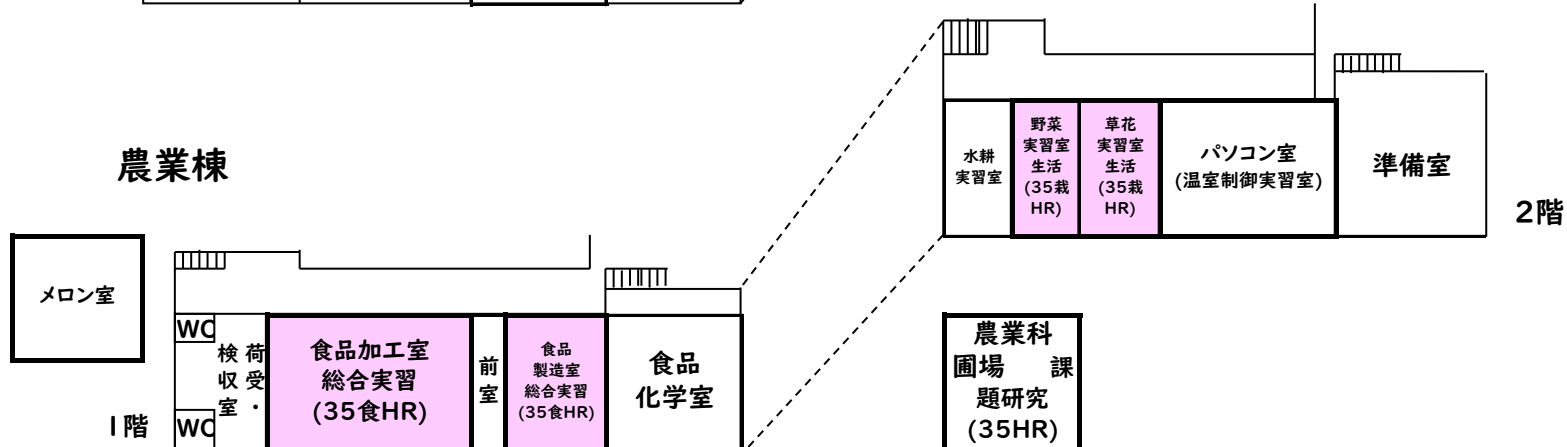 農業棟
メロン室
1階
WC
WC
荷受・
検収室
食品加工室
総合実習
(35食HR)
前室
食品
製造室
総合実習
(35食HR)
食品
化学室
水耕
実習室
野菜
実習室
生活
(35栽
HR)
草花
実習室
生活
(35栽
HR)
パソコン室
(温室制御実習室)
準備室
2階
農業科
圃場　課
題研究
(35HR)